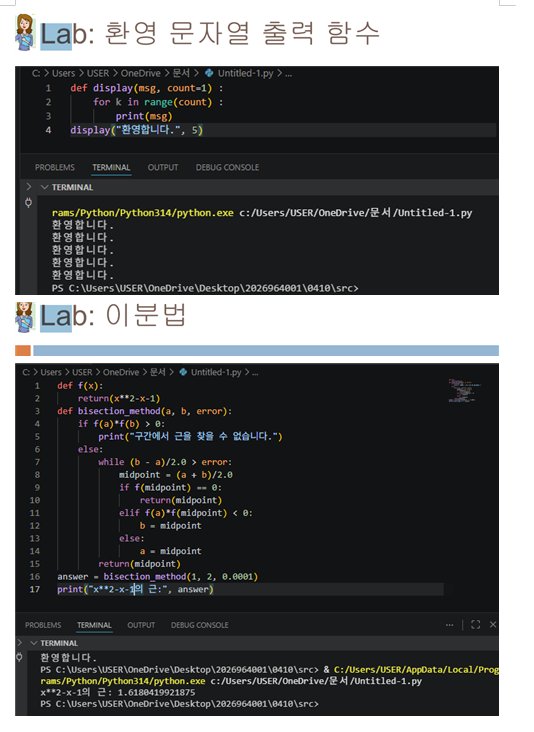 Lab: 환영 문자열 출력 함수
C: > Users > USER > OneDrive > 문서 > Untitled-1.py > ...
1 def display(msg, count=1) :
2 for k in range(count) :
3 print(msg)
4 display("환영합니다.", 5)
PROBLEMS TERMINAL OUTPUT DEBUG CONSOLE
TERMINAL
rams/Python/Python314/python.exe c:/Users/USER/OneDrive/문서/Untitled-1.py
환영합니다.
환영합니다.
환영합니다.
환영합니다.
환영합니다.
PS C:\Users\USER\OneDrive\Desktop\2026964001\0410\src>
Lab: 이분법
C: > Users > USER > OneDrive > 문서 > Untitled-1.py > ...
1 def f(x):
2 return(x**2-x-1)
3 def bisection_method(a, b, error):
4 if f(a)*f(b) > 0:
5 print("구간에서 근을 찾을 수 없습니다.")
6 else:
7 while (b - a)/2.0 > error:
8 midpoint = (a + b)/2.0
9 if f(midpoint) == 0:
10 return(midpoint)
11 elif f(a)*f(midpoint) < 0:
12 b = midpoint
13 else:
14 a = midpoint
15 return(midpoint)
16 answer = bisection_method(1, 2, 0.0001)
17 print("x**2-x-1의 근:", answer)
PROBLEMS TERMINAL OUTPUT DEBUG CONSOLE
TERMINAL
환영합니다.
PS C:\Users\USER\OneDrive\Desktop\2026964001\0410\src> & C:/Users/USER/AppData/Local/Prog
rams/Python/Python314/python.exe c:/Users/USER/OneDrive/문서/Untitled-1.py
x**2-x-1의 근: 1.6180419921875
PS C:\Users\USER\OneDrive\Desktop\2026964001\0410\src>